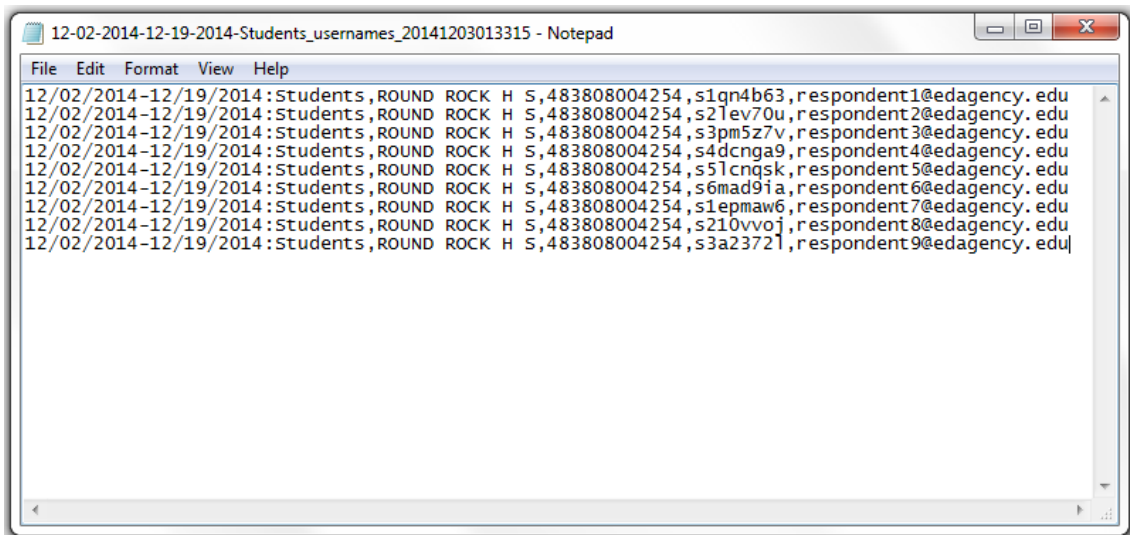 12-02-2014-12-19-2014-Students_usernames_20141203013315 - Notepad
File Edit Format View Help
12/02/2014-12/19/2014:Students,ROUND ROCK H S,483808004254,s1qn4b63,respondent1@edagency.edu
12/02/2014-12/19/2014:Students,ROUND ROCK H S,483808004254,s2lev70u,respondent2@edagency.edu
12/02/2014-12/19/2014:Students,ROUND ROCK H S,483808004254,s3pm5z7v,respondent3@edagency.edu
12/02/2014-12/19/2014:Students,ROUND ROCK H S,483808004254,s4dcnga9,respondent4@edagency.edu
12/02/2014-12/19/2014:Students,ROUND ROCK H S,483808004254,s5lcnqsk,respondent5@edagency.edu
12/02/2014-12/19/2014:Students,ROUND ROCK H S,483808004254,s6mad9ia,respondent6@edagency.edu
12/02/2014-12/19/2014:Students,ROUND ROCK H S,483808004254,s1epmaw6,respondent7@edagency.edu
12/02/2014-12/19/2014:Students,ROUND ROCK H S,483808004254,s210vvoj,respondent8@edagency.edu
12/02/2014-12/19/2014:Students,ROUND ROCK H S,483808004254,s3a2372l,respondent9@edagency.edu